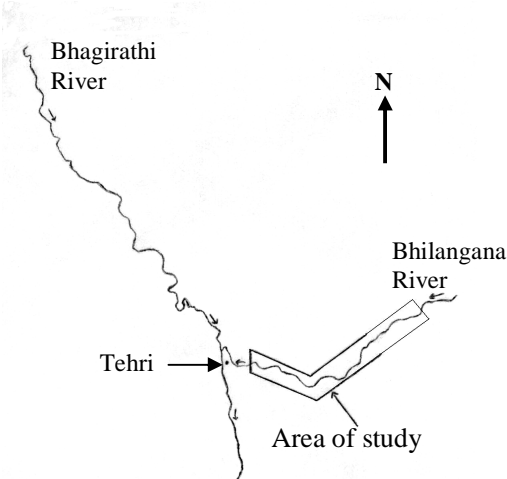 Bhagirathi
River
N
Bhilangana
River
Tehri
Area of study